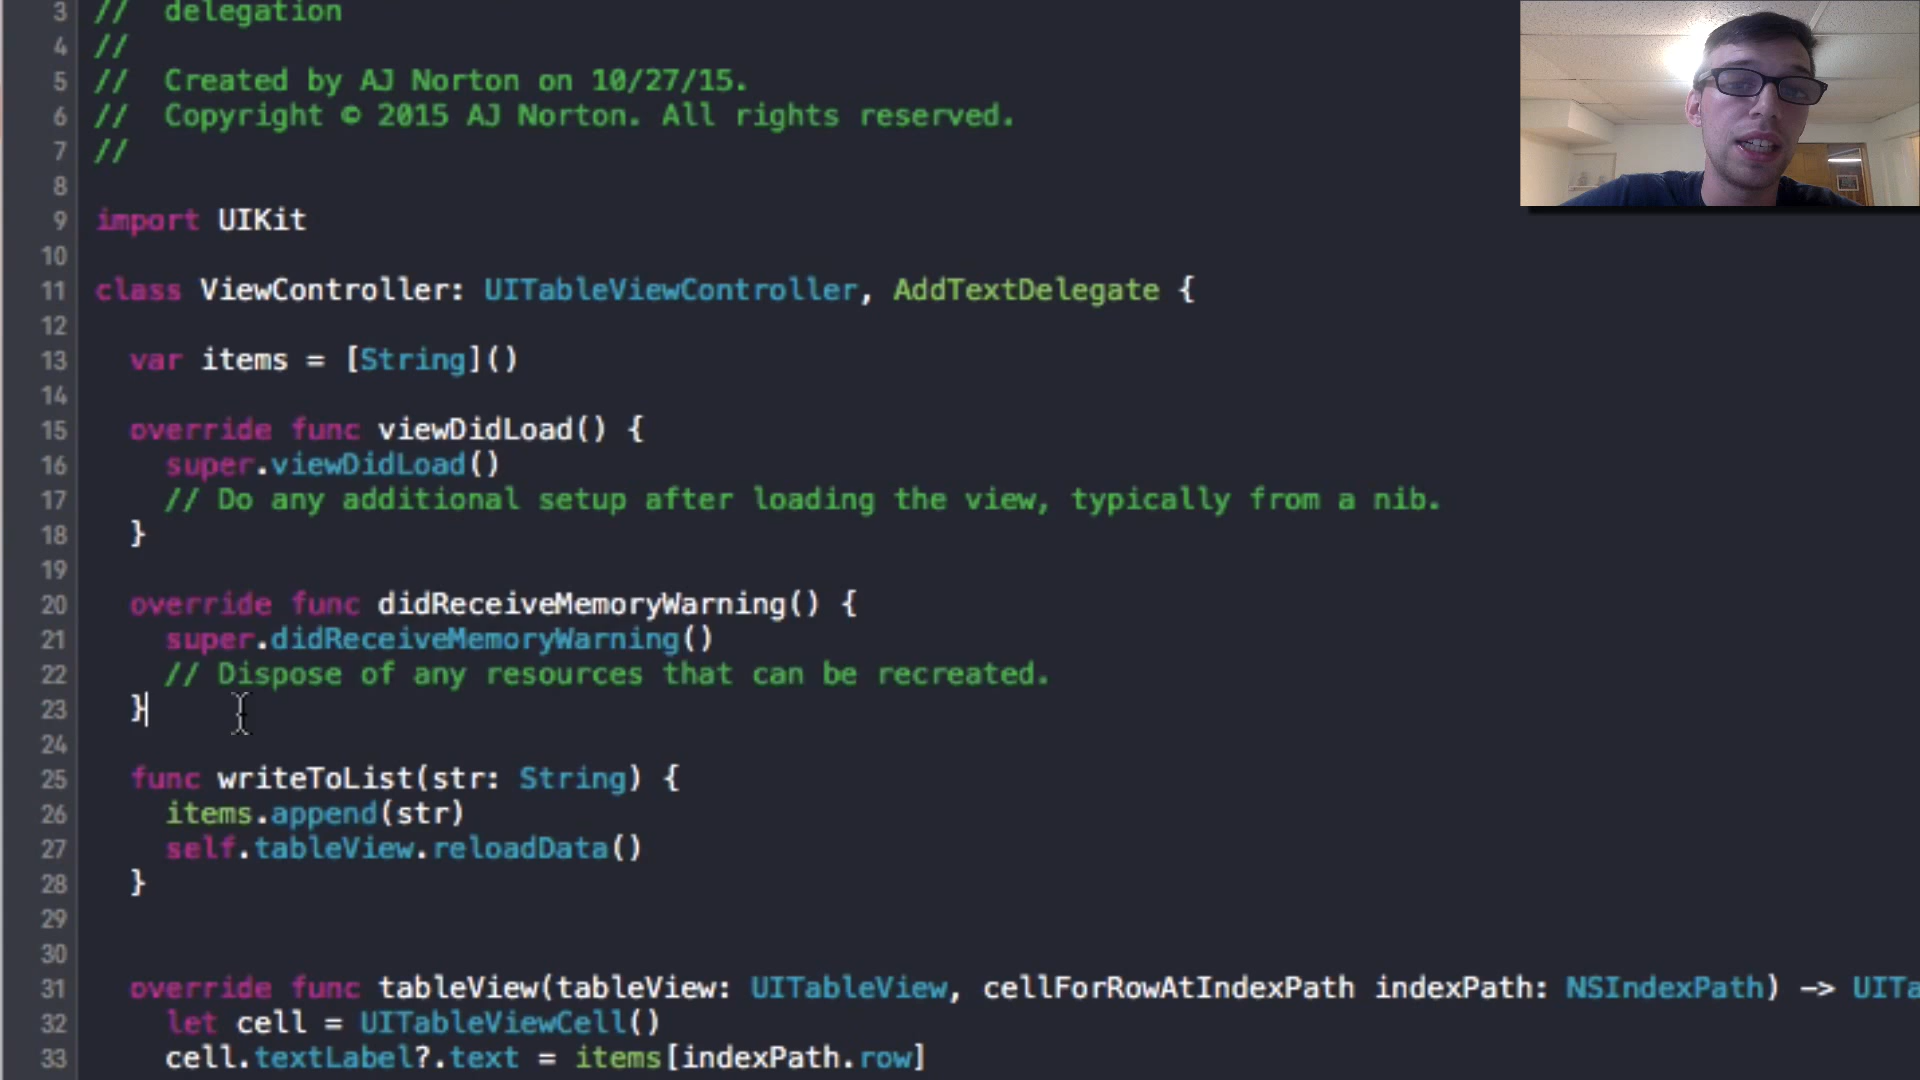 3 // delegation
4 //
5 // Created by AJ Norton on 10/27/15.
6 // Copyright © 2015 AJ Norton. All rights reserved.
7 //
8
9 import UIKit
10
11 class ViewController: UITableViewController, AddTextDelegate {
12
13 var items = [String]()
14
15 override func viewDidLoad() {
16 super.viewDidLoad()
17 // Do any additional setup after loading the view, typically from a nib.
18 }
19
20 override func didReceiveMemoryWarning() {
21 super.didReceiveMemoryWarning()
22 // Dispose of any resources that can be recreated.
23 }
24
25 func writeToList(str: String) {
26 items.append(str)
27 self.tableView.reloadData()
28 }
29
30
31 override func tableView(tableView: UITableView, cellForRowAtIndexPath indexPath: NSIndexPath) -> UITa
32 let cell = UITableViewCell()
33 cell.textLabel?.text = items[indexPath.row]